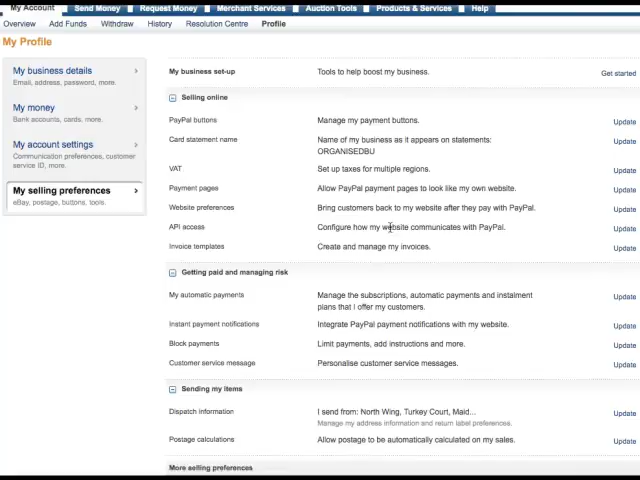 My Account Send Money Request Money Merchant Services Auction Tools Products & Services Help
Overview Add Funds Withdraw History Resolution Centre Profile
My Profile
My business details
Email, address, password, more.
My money
Bank accounts, cards, more.
My account settings
Communication preferences, customer
service ID, more.
My selling preferences
eBay, postage, buttons, tools.
My business set-up Tools to help boost my business. Get started
Selling online
PayPal buttons Manage my payment buttons. Update
Card statement name Name of my business as it appears on statements: Update
ORGANISEDBU
VAT Set up taxes for multiple regions. Update
Payment pages Allow PayPal payment pages to look like my own website. Update
Website preferences Bring customers back to my website after they pay with PayPal. Update
API access Configure how my website communicates with PayPal. Update
Invoice templates Create and manage my invoices. Update
Getting paid and managing risk
My automatic payments Manage the subscriptions, automatic payments and instalment Update
plans that I offer my customers.
Instant payment notifications Integrate PayPal payment notifications with my website. Update
Block payments Limit payments, add instructions and more. Update
Customer service message Personalise customer service messages. Update
Sending my items
Dispatch information I send from: North Wing, Turkey Court, Maid... Update
Manage my address information and return label preferences.
Postage calculations Allow postage to be automatically calculated on my sales. Update
More selling preferences